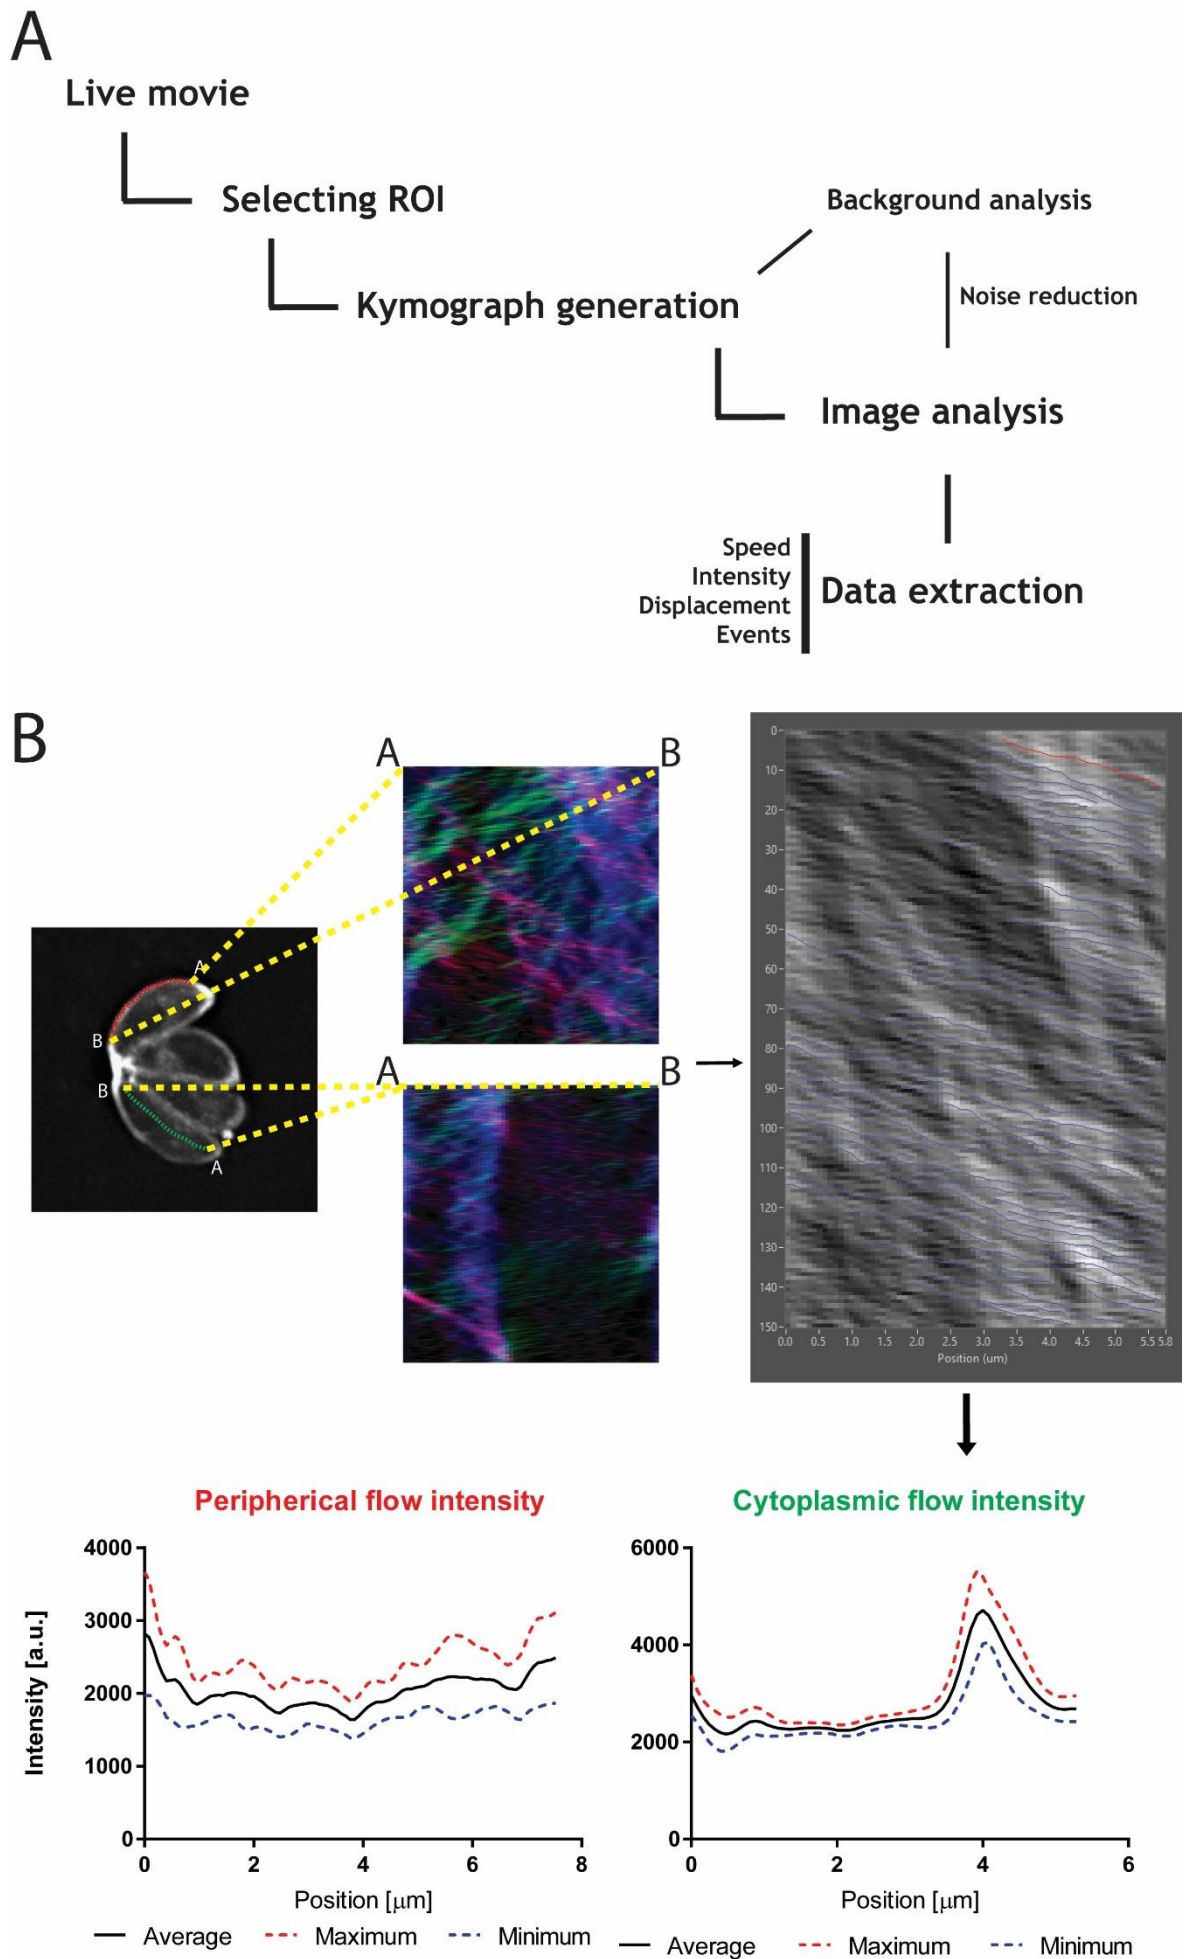 A
Live movie
Selecting ROI
Background analysis
Kymograph generation
Noise reduction
Image analysis
Speed
Intensity
Displacement
Events
Data extraction
B
A
B
A
B
B
A
A
B
0
10
20
30
40
50
60
70
80
90
100
110
120
130
140
150
0.0 0.5 1.0 1.5 2.0 2.5 3.0 3.5 4.0 4.5 5.0 5.5 5.8
Position (um)
Peripherical flow intensity
4000
3000
2000
1000
0
Intensity [a.u.]
0 2 4 6 8
Position [μm]
Average Maximum Minimum
Cytoplasmic flow intensity
6000
4000
2000
0
0 2 4 6
Position [μm]
Average Maximum Minimum